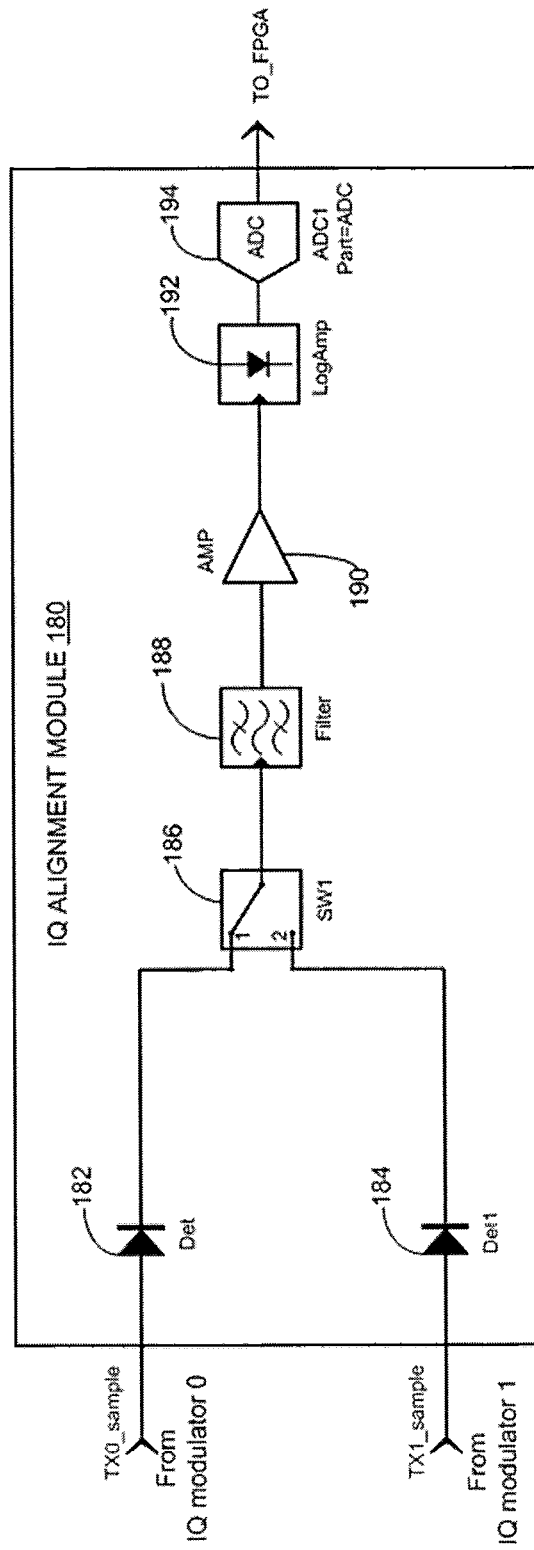 IQ ALIGNMENT MODULE 180
TX0_sample
From
IQ modulator 0
182
Det
TX1_sample
From
IQ modulator 1
184
Det1
186
1
2
SW1
188
Filter
AMP
190
192
LogAmp
194
ADC
ADC1
Part=ADC
TO_FPGA